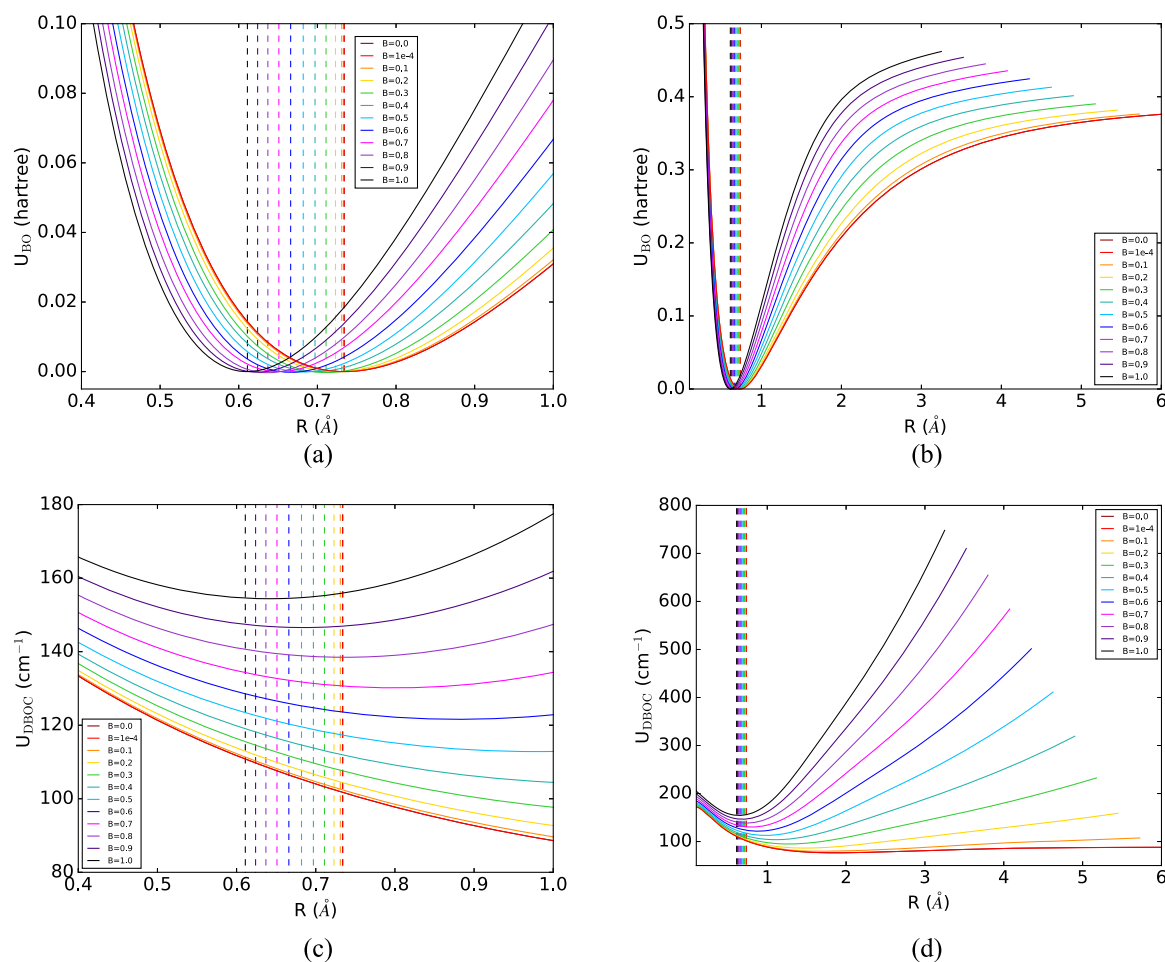 0.10
0.08
0.06
0.04
0.02
0.00
U_BO (hartree)
0.4 0.5 0.6 0.7 0.8 0.9 1.0
R (Å)
B=0.0
B=1e-4
B=0.1
B=0.2
B=0.3
B=0.4
B=0.5
B=0.6
B=0.7
B=0.8
B=0.9
B=1.0
(a)
0.5
0.4
0.3
0.2
0.1
0.0
U_BO (hartree)
1 2 3 4 5 6
R (Å)
B=0.0
B=1e-4
B=0.1
B=0.2
B=0.3
B=0.4
B=0.5
B=0.6
B=0.7
B=0.8
B=0.9
B=1.0
(b)
180
160
140
120
100
80
U_DBOC (cm⁻¹)
0.4 0.5 0.6 0.7 0.8 0.9 1.0
R (Å)
B=0.0
B=1e-4
B=0.1
B=0.2
B=0.3
B=0.4
B=0.5
B=0.6
B=0.7
B=0.8
B=0.9
B=1.0
(c)
800
700
600
500
400
300
200
100
U_DBOC (cm⁻¹)
1 2 3 4 5 6
R (Å)
B=0.0
B=1e-4
B=0.1
B=0.2
B=0.3
B=0.4
B=0.5
B=0.6
B=0.7
B=0.8
B=0.9
B=1.0
(d)